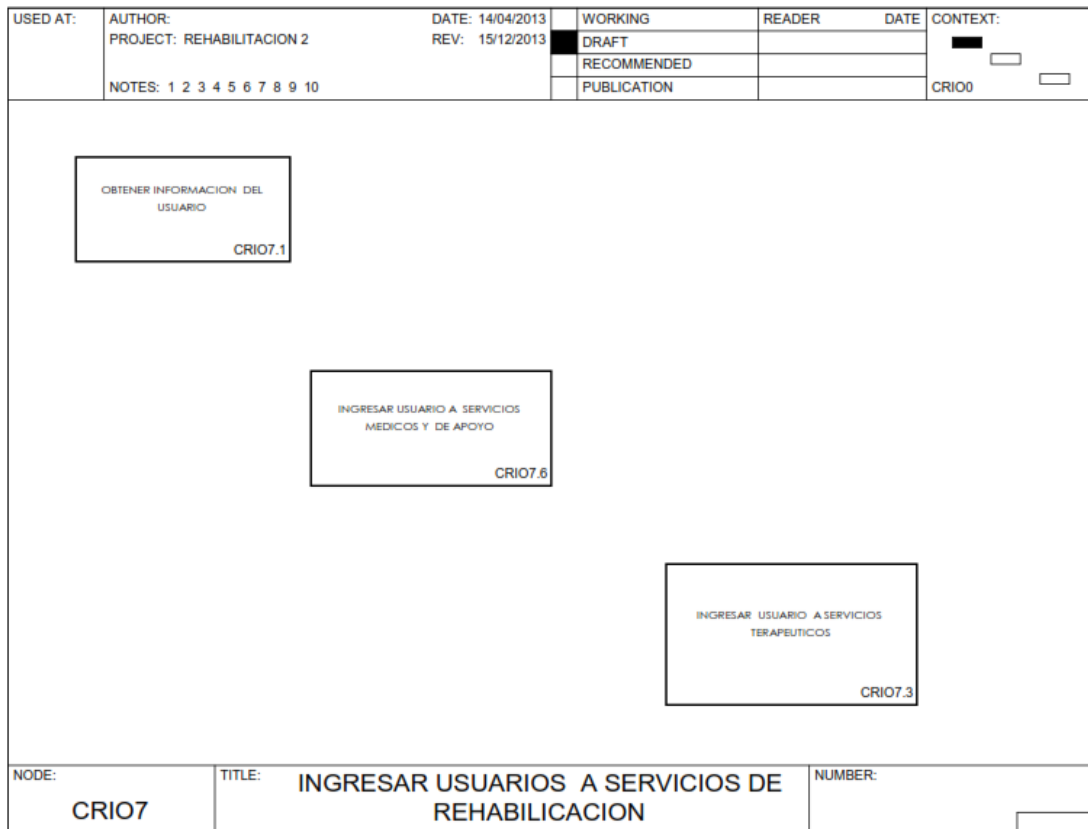 USED AT:
AUTHOR:
DATE: 14/04/2013
WORKING
READER
DATE
CONTEXT:
PROJECT: REHABILITACION 2
REV: 15/12/2013
DRAFT
RECOMMENDED
NOTES: 1 2 3 4 5 6 7 8 9 10
PUBLICATION
CRIO0
OBTENER INFORMACION DEL
USUARIO
CRIO7.1
INGRESAR USUARIO A SERVICIOS
MEDICOS Y DE APOYO
CRIO7.6
INGRESAR USUARIO A SERVICIOS
TERAPEUTICOS
CRIO7.3
NODE:
CRIO7
TITLE:
INGRESAR USUARIOS A SERVICIOS DE
REHABILICACION
NUMBER: